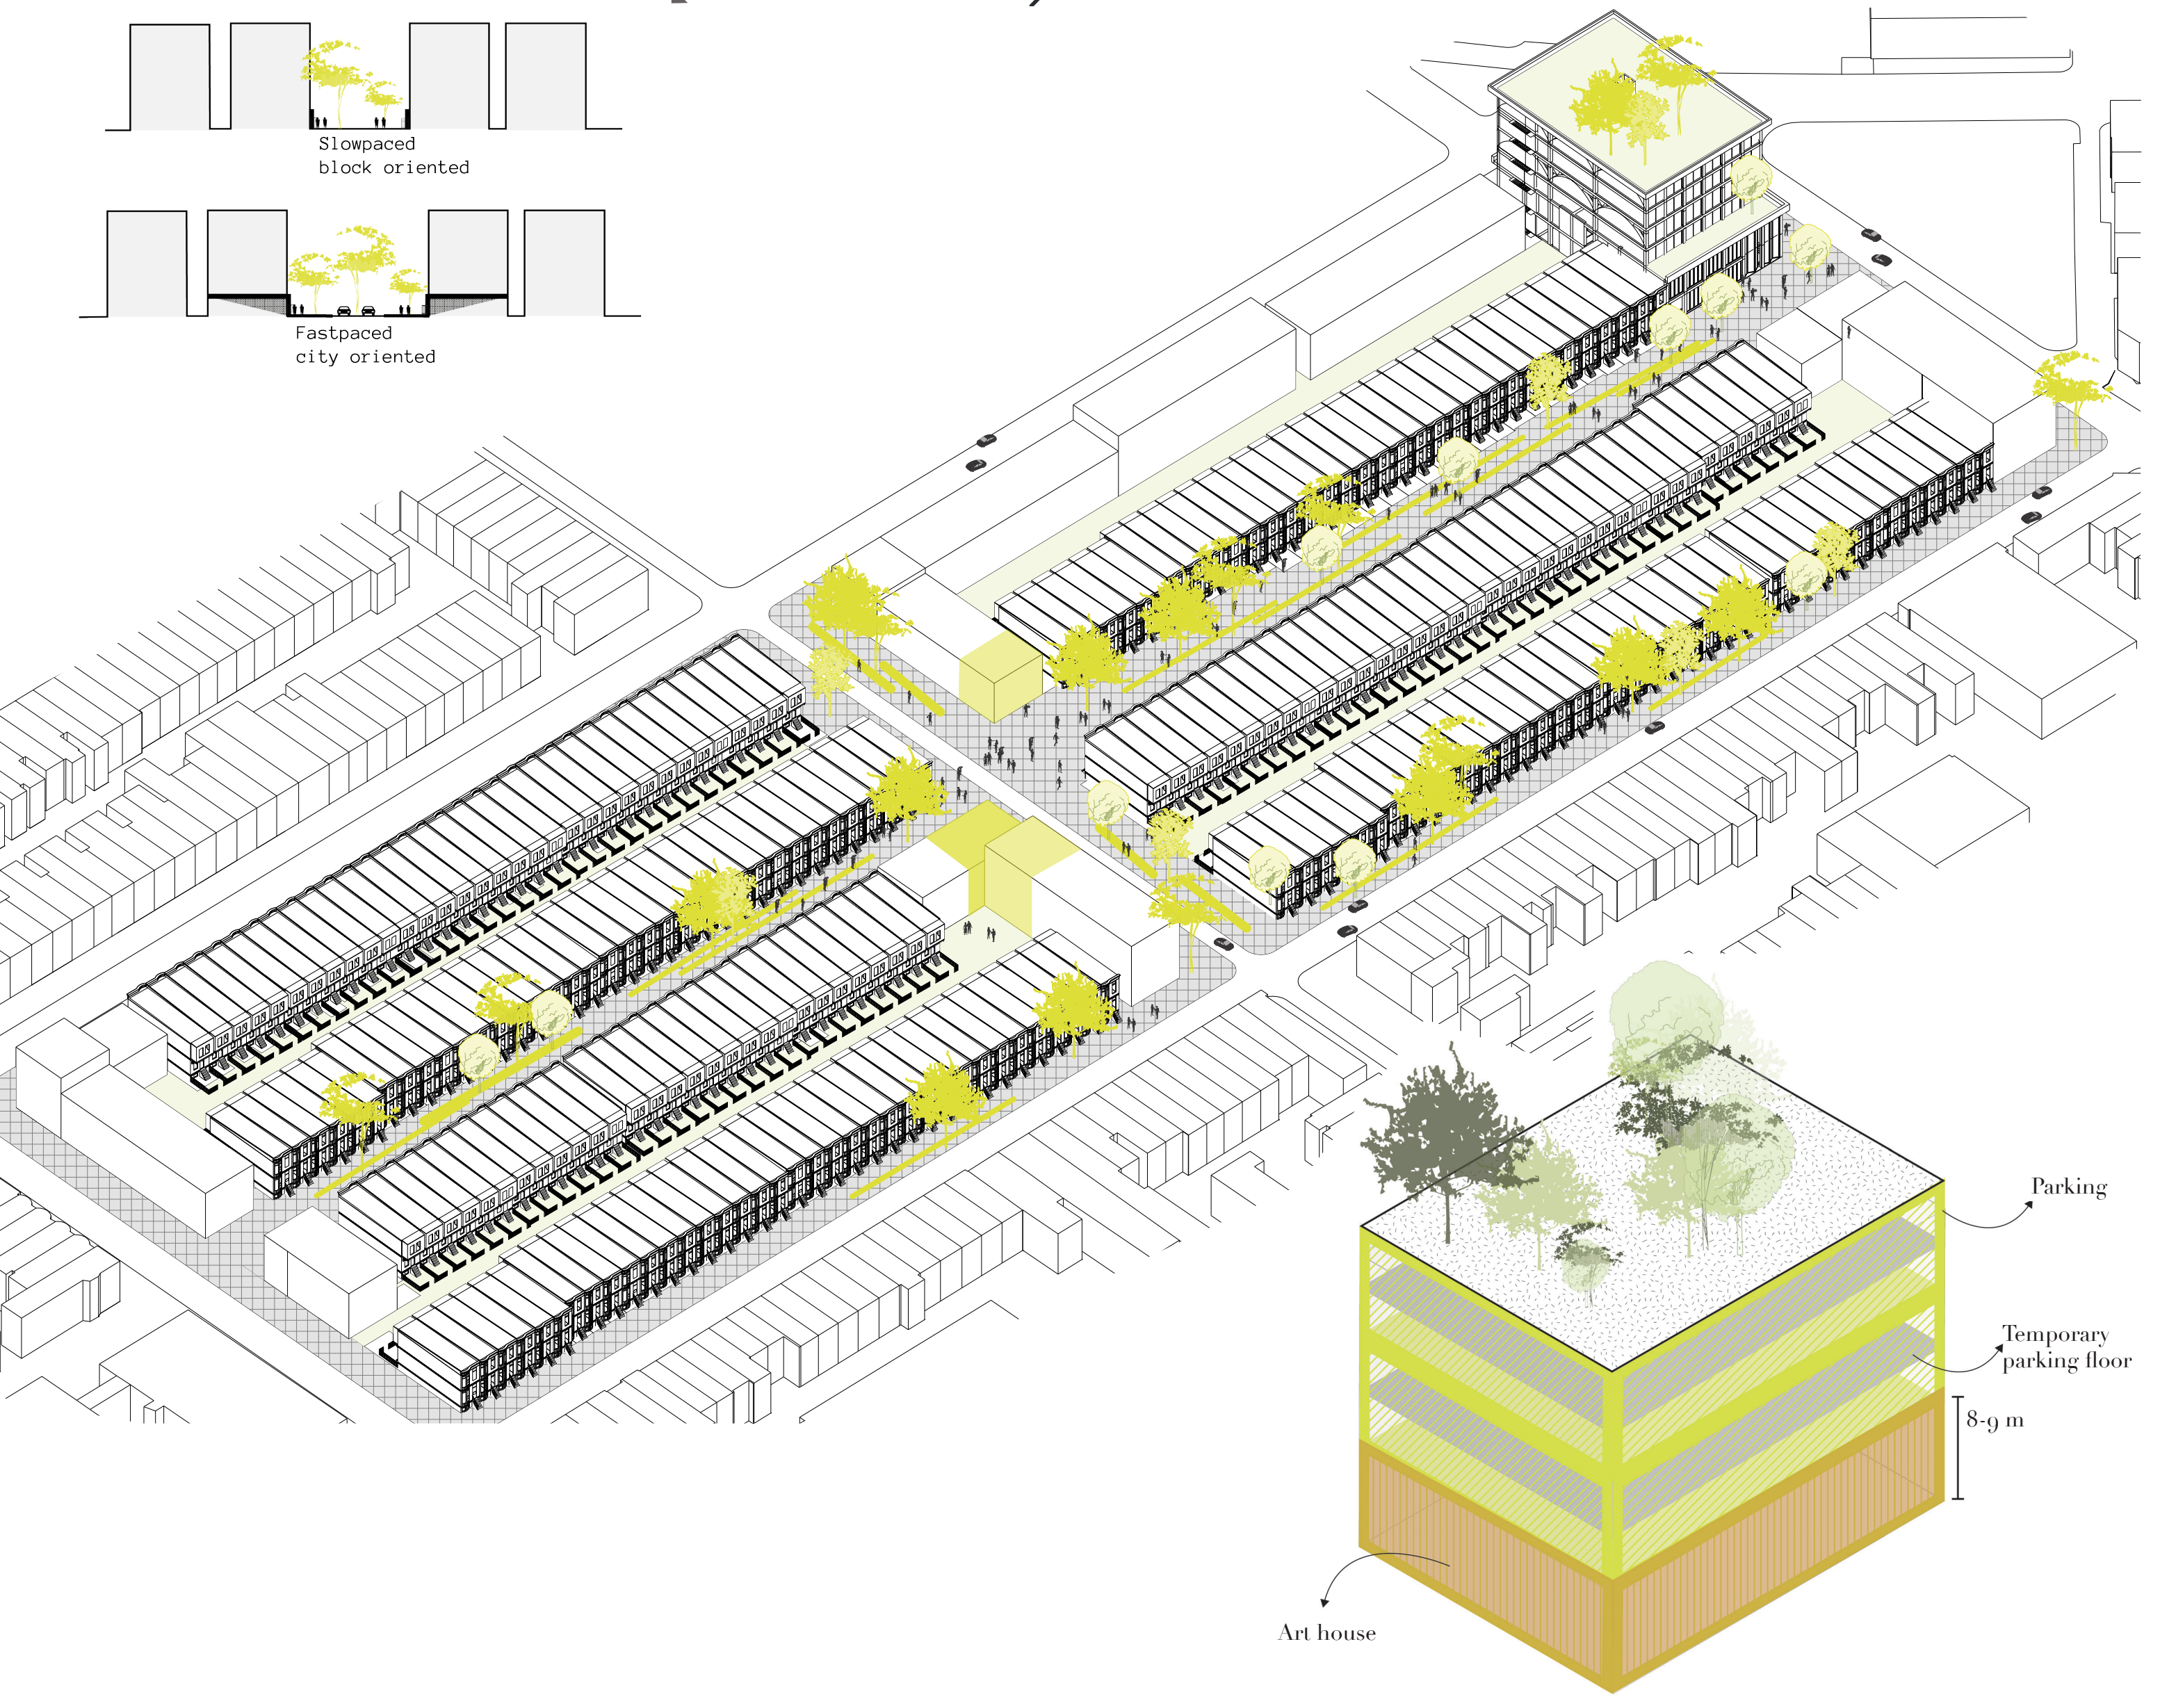 Slowpaced
block oriented
Fastpaced
city oriented
Parking
Temporary
parking floor
8-9 m
Art house